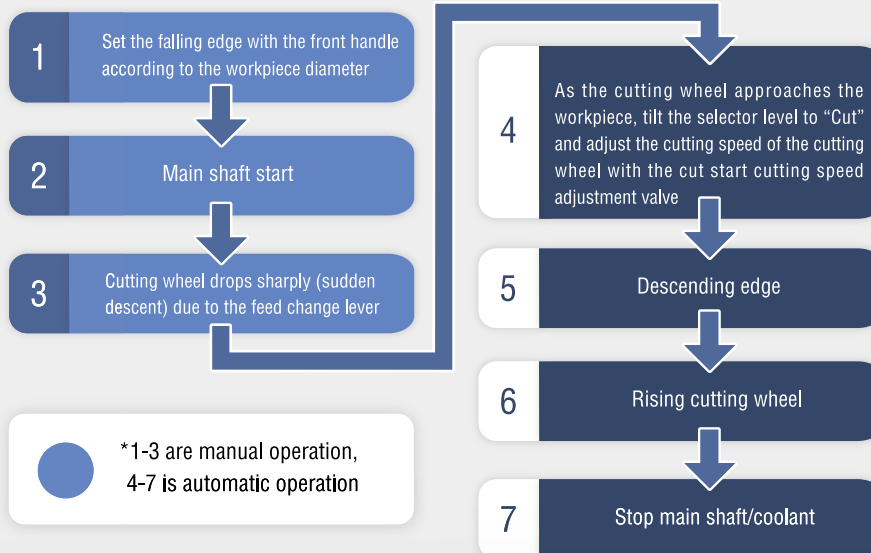 1
Set the falling edge with the front handle
according to the workpiece diameter
2
Main shaft start
3
Cutting wheel drops sharply (sudden
descent) due to the feed change lever
*1-3 are manual operation,
4-7 is automatic operation
4
As the cutting wheel approaches the
workpiece, tilt the selector level to “Cut”
and adjust the cutting speed of the cutting
wheel with the cut start cutting speed
adjustment valve
5
Descending edge
6
Rising cutting wheel
7
Stop main shaft/coolant